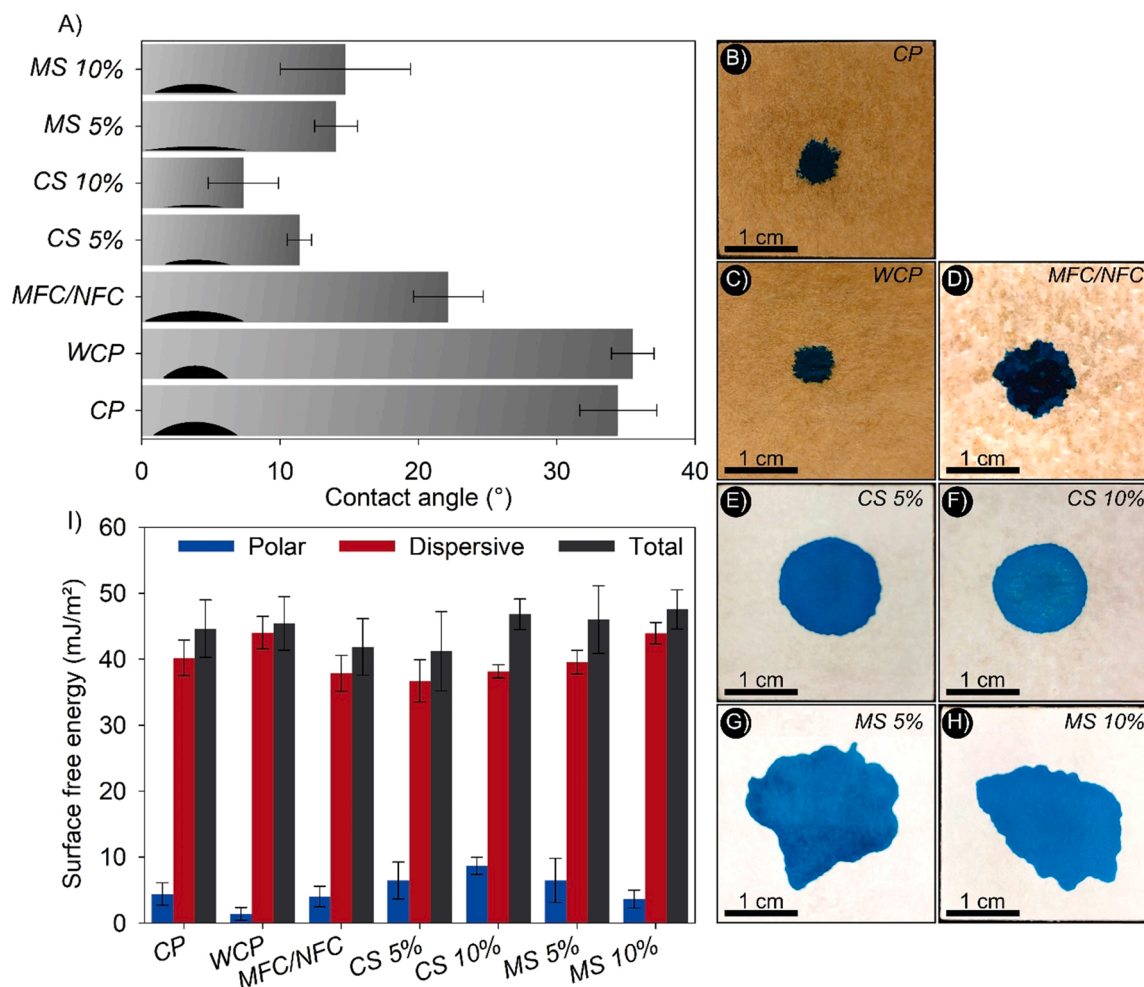 A)
MS 10%
MS 5%
CS 10%
CS 5%
MFC/NFC
WCP
CP
0 10 20 30 40
Contact angle (°)
B) CP
1 cm
C) WCP
1 cm
D) MFC/NFC
1 cm
E) CS 5%
1 cm
F) CS 10%
1 cm
G) MS 5%
1 cm
H) MS 10%
1 cm
I)
Polar Dispersive Total
Surface free energy (mJ/m²)
60
50
40
30
20
10
0
CP WCP MFC/NFC CS 5% CS 10% MS 5% MS 10%